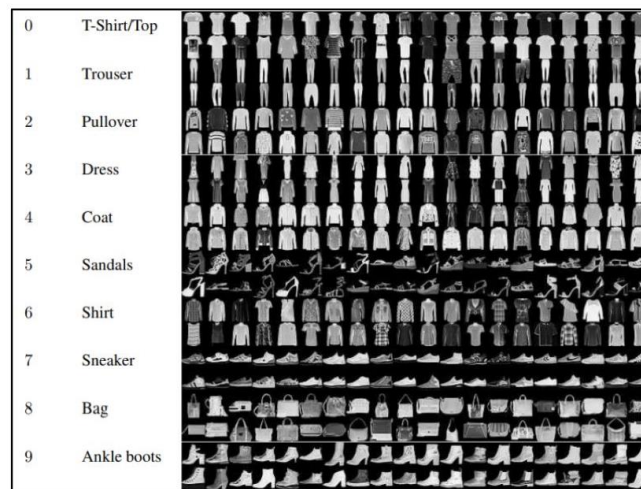 0 T-Shirt/Top
1 Trouser
2 Pullover
3 Dress
4 Coat
5 Sandals
6 Shirt
7 Sneaker
8 Bag
9 Ankle boots